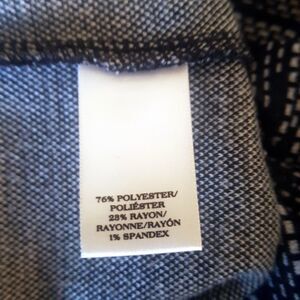 76% POLYESTER/
POLIÉSTER
23% RAYON/
RAYONNE/RAYÓN
1% SPANDEX